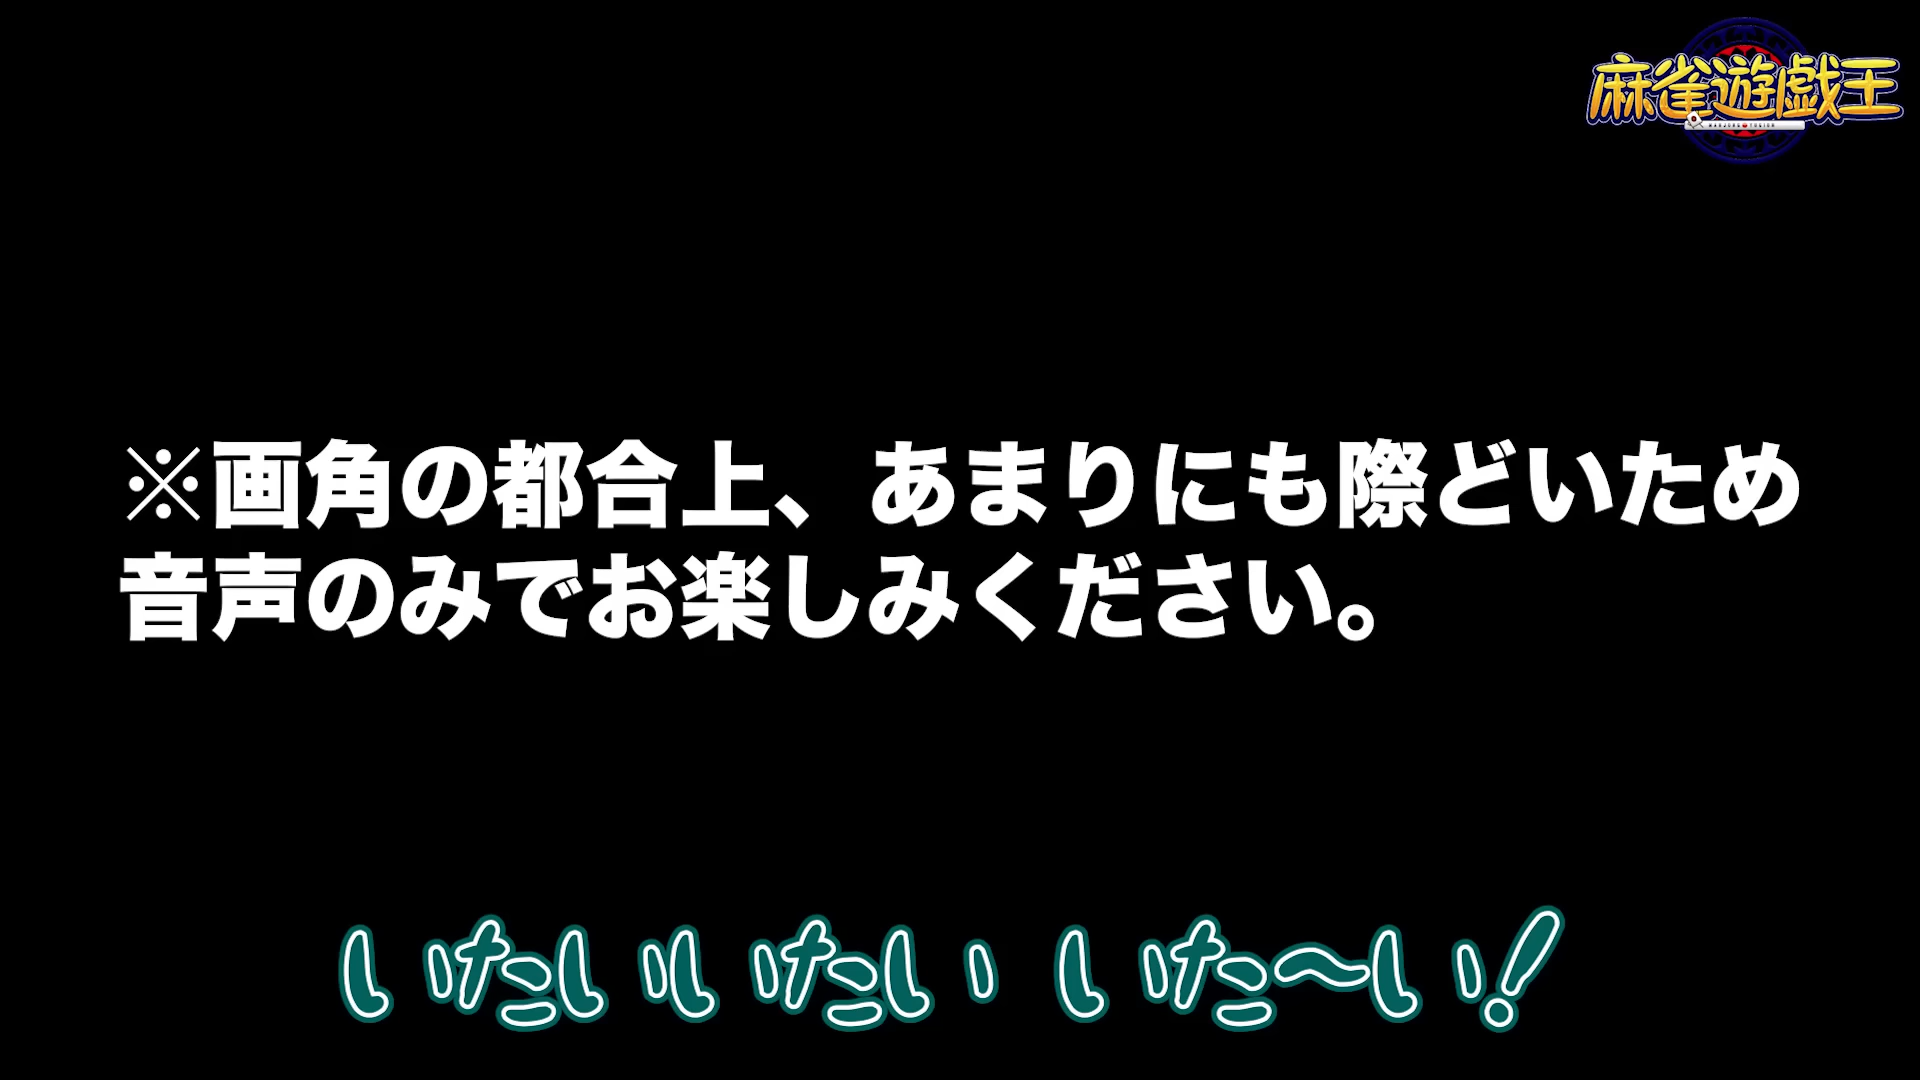 麻雀遊戯王
※画角の都合上、あまりにも際どいため
音声のみでお楽しみください。
いたいいたい いた〜い!